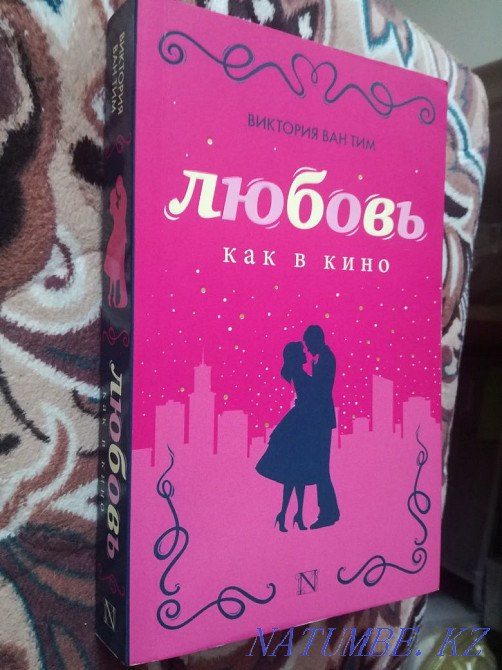 ВИКТОРИЯ
ВАН ТИМ
ЛЮБОВЬ
как в кино
N
ВИКТОРИЯ ВАН ТИМ
любовь
как в кино
N
NATUMBE.KZ